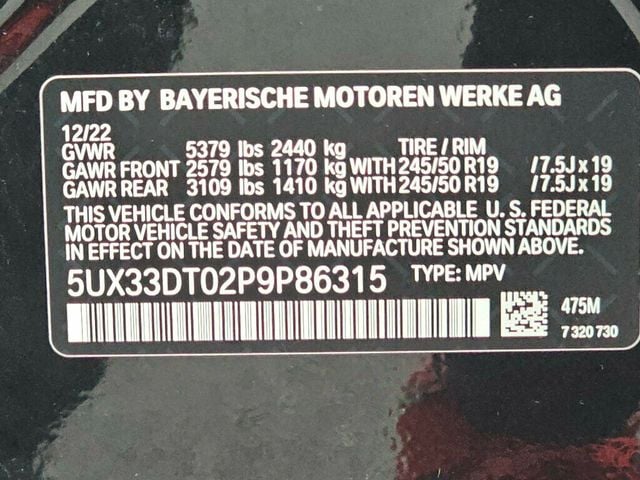 MFD BY BAYERISCHE MOTOREN WERKE AG
12/22
GVWR 5379 lbs 2440 kg TIRE / RIM
GAWR FRONT 2579 lbs 1170 kg WITH 245/50 R19 /7.5J x 19
GAWR REAR 3109 lbs 1410 kg WITH 245/50 R19 /7.5J x 19
THIS VEHICLE CONFORMS TO ALL APPLICABLE U. S. FEDERAL
MOTOR VEHICLE SAFETY AND THEFT PREVENTION STANDARDS
IN EFFECT ON THE DATE OF MANUFACTURE SHOWN ABOVE.
5UX33DT02P9P86315 TYPE: MPV
475M
7 320 730